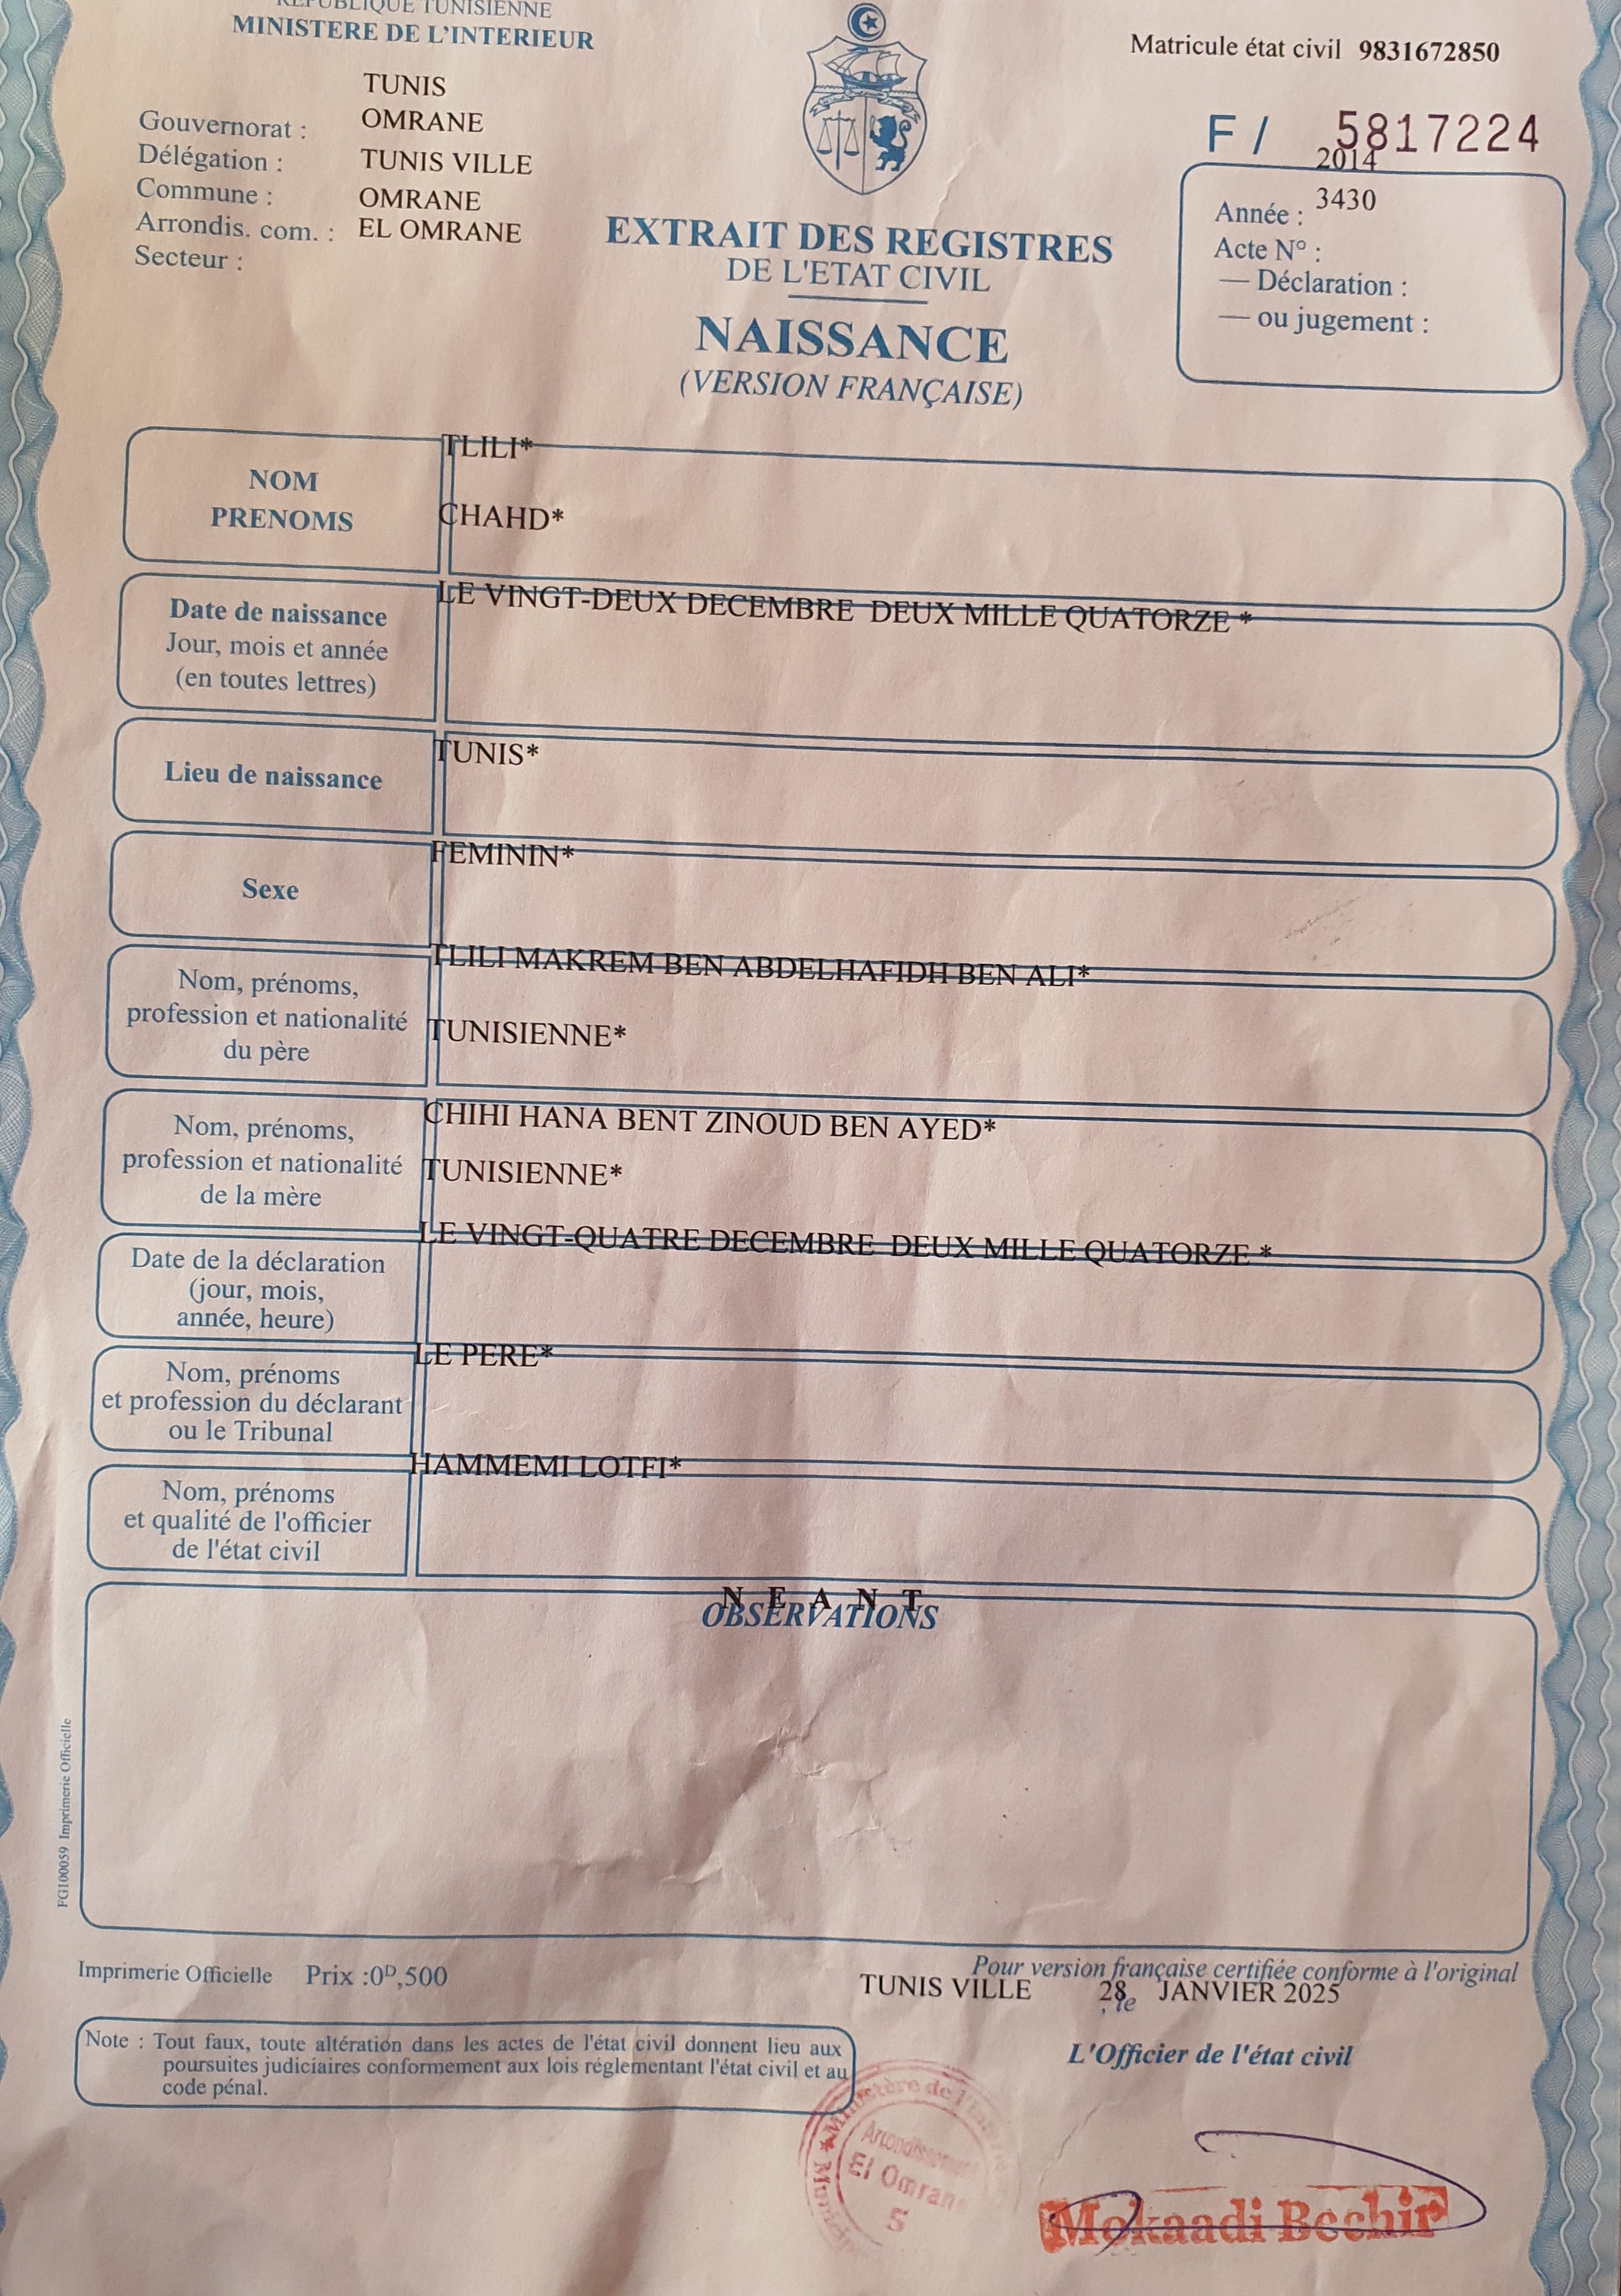 REPUBLIQUE TUNISIENNE
MINISTERE DE L'INTERIEUR
Matricule état civil 9831672850
TUNIS
Gouvernorat : OMRANE
Délégation : TUNIS VILLE
Commune : OMRANE
Arrondis. com. : EL OMRANE
Secteur :
F / 5817224
2014
Année : 3430
Acte N° :
— Déclaration :
— ou jugement :
EXTRAIT DES REGISTRES
DE L'ETAT CIVIL
NAISSANCE
(VERSION FRANÇAISE)
NOM
PRENOMS
TLILI*
CHAHD*
Date de naissance
Jour, mois et année
(en toutes lettres)
LE VINGT-DEUX DECEMBRE DEUX MILLE QUATORZE *
Lieu de naissance
TUNIS*
Sexe
FEMININ*
Nom, prénoms,
profession et nationalité
du père
TLILI MAKREM BEN ABDELHAFIDH BEN ALI*
TUNISIENNE*
Nom, prénoms,
profession et nationalité
de la mère
CHIHI HANA BENT ZINOUD BEN AYED*
TUNISIENNE*
Date de la déclaration
(jour, mois,
année, heure)
LE VINGT-QUATRE DECEMBRE DEUX MILLE QUATORZE *
Nom, prénoms
et profession du déclarant
ou le Tribunal
LE PERE*
Nom, prénoms
et qualité de l'officier
de l'état civil
HAMMEMI LOTFI*
N E A N T
OBSERVATIONS
FG100059 Imprimerie Officielle
Imprimerie Officielle Prix :0ᴰ,500
Pour version française certifiée conforme à l'original
TUNIS VILLE , le 28 JANVIER 2025
L'Officier de l'état civil
Note : Tout faux, toute altération dans les actes de l'état civil donnent lieu aux
poursuites judiciaires conformement aux lois réglementant l'état civil et au
code pénal.
Ministère de
Arrondissement
El Omrane
5
Mokaadi Bechir